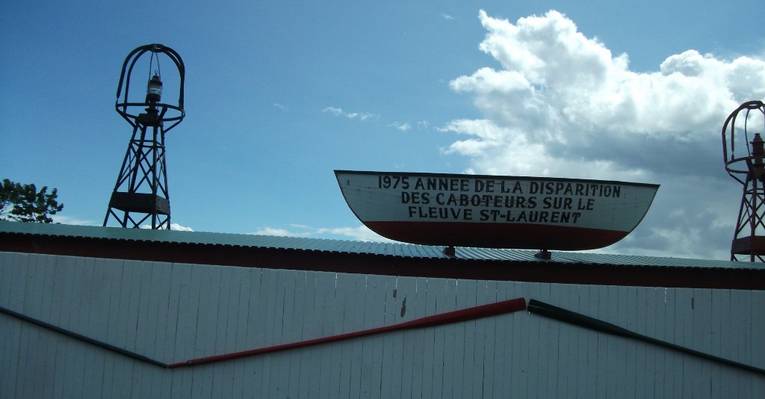 1975 ANNEE DE LA DISPARITION
DES CABOTEURS SUR LE
FLEUVE ST-LAURENT